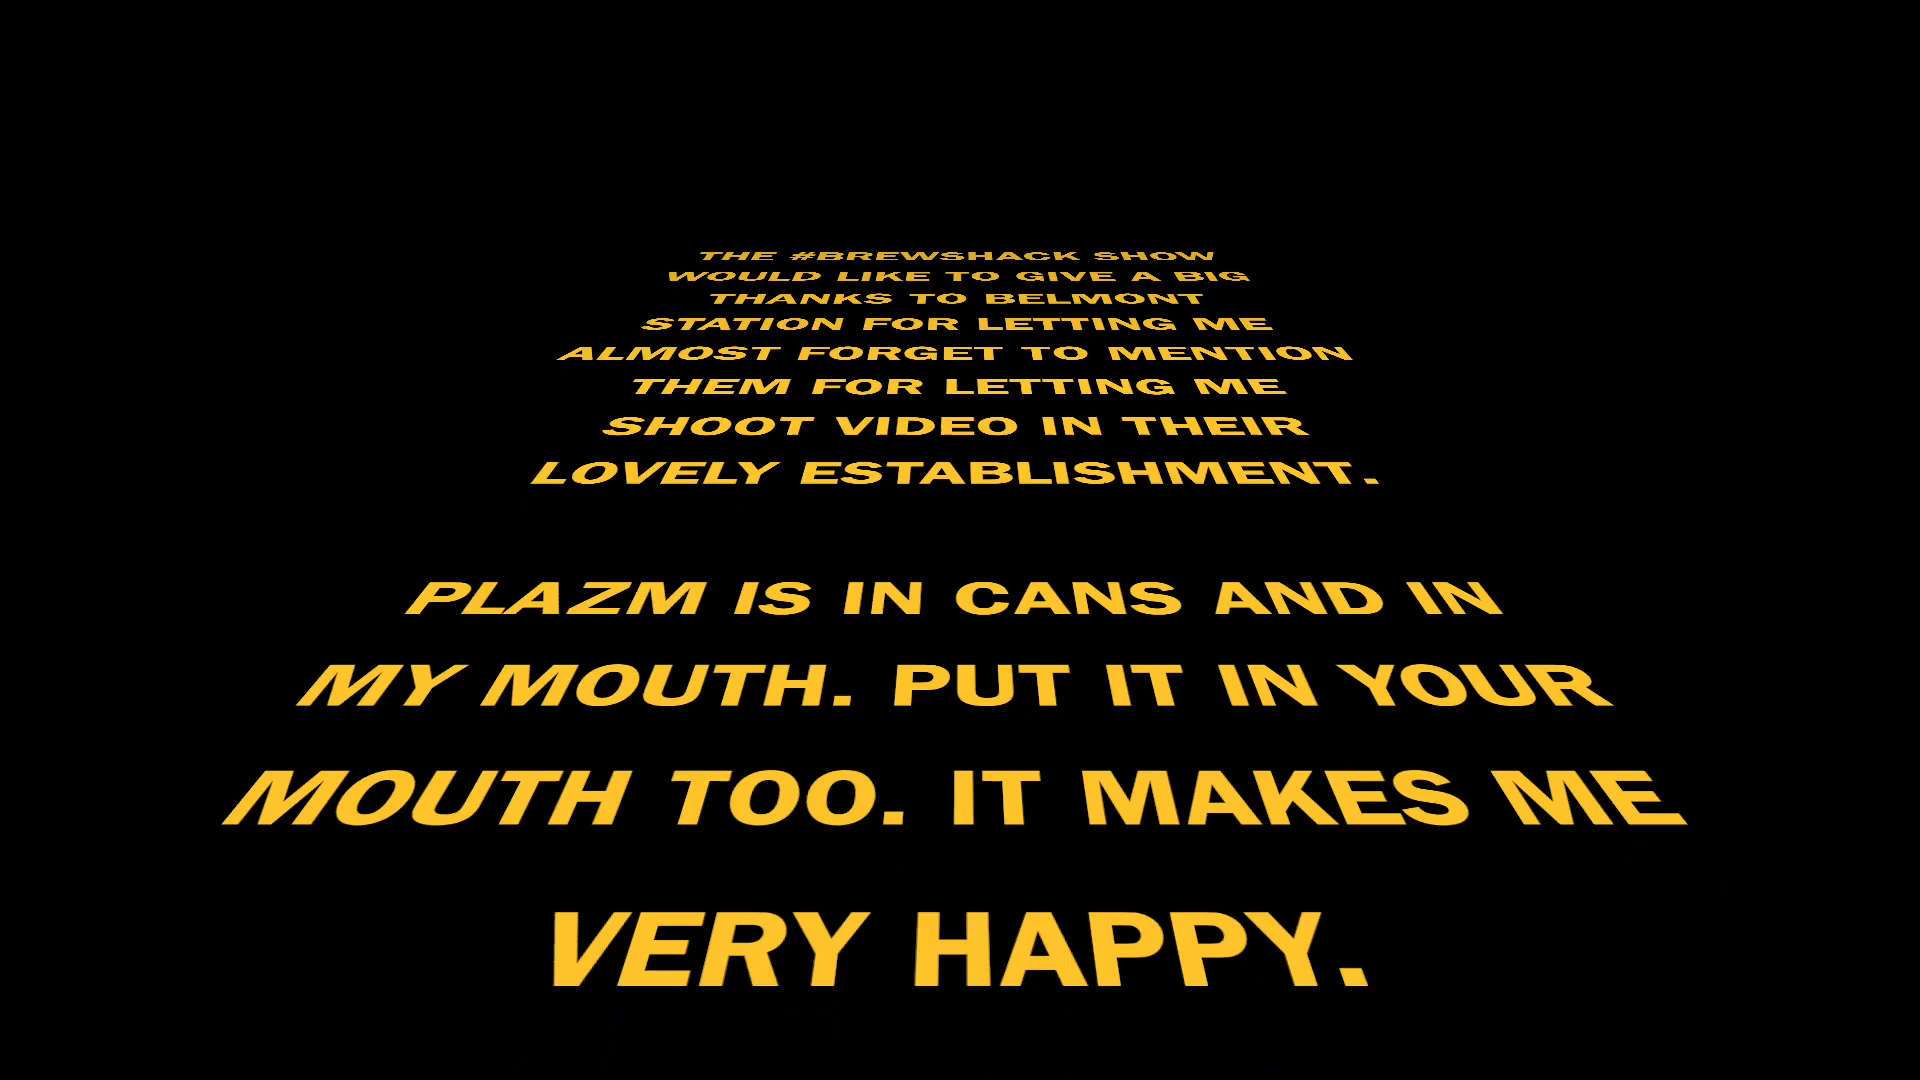 THE #BREWSHACK SHOW
WOULD LIKE TO GIVE A BIG
THANKS TO BELMONT
STATION FOR LETTING ME
ALMOST FORGET TO MENTION
THEM FOR LETTING ME
SHOOT VIDEO IN THEIR
LOVELY ESTABLISHMENT.
PLAZM IS IN CANS AND IN
MY MOUTH. PUT IT IN YOUR
MOUTH TOO. IT MAKES ME
VERY HAPPY.